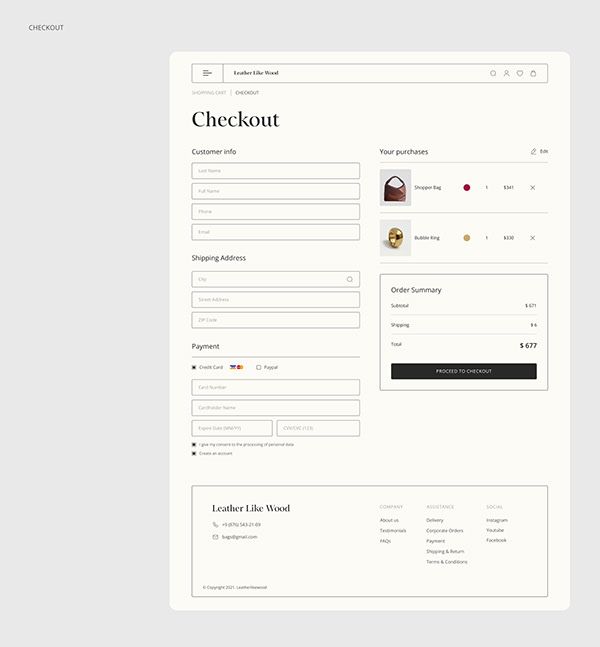 CHECKOUT
Leather Like Wood
SHOPPING CART | CHECKOUT
Checkout
Customer info
Last Name
Full Name
Phone
Email
Shipping Address
City
Street Address
ZIP Code
Payment
Credit Card
Paypal
Card Number
Cardholder Name
Expire Date (MM/YY)
CVV/CVC (123)
I give my consent to the processing of personal data
Create an account
Your purchases
Edit
Shopper Bag 1 $341
Bubble Ring 1 $330
Order Summary
Subtotal $ 671
Shipping $ 6
Total $ 677
PROCEED TO CHECKOUT
Leather Like Wood
+9 (876) 543-21-09
bags@gmail.com
COMPANY
About us
Testimonials
FAQs
ASSISTANCE
Delivery
Corporate Orders
Payment
Shipping & Return
Terms & Conditions
SOCIAL
Instagram
Youtube
Facebook
© Copyright 2021. Leatherlikewood